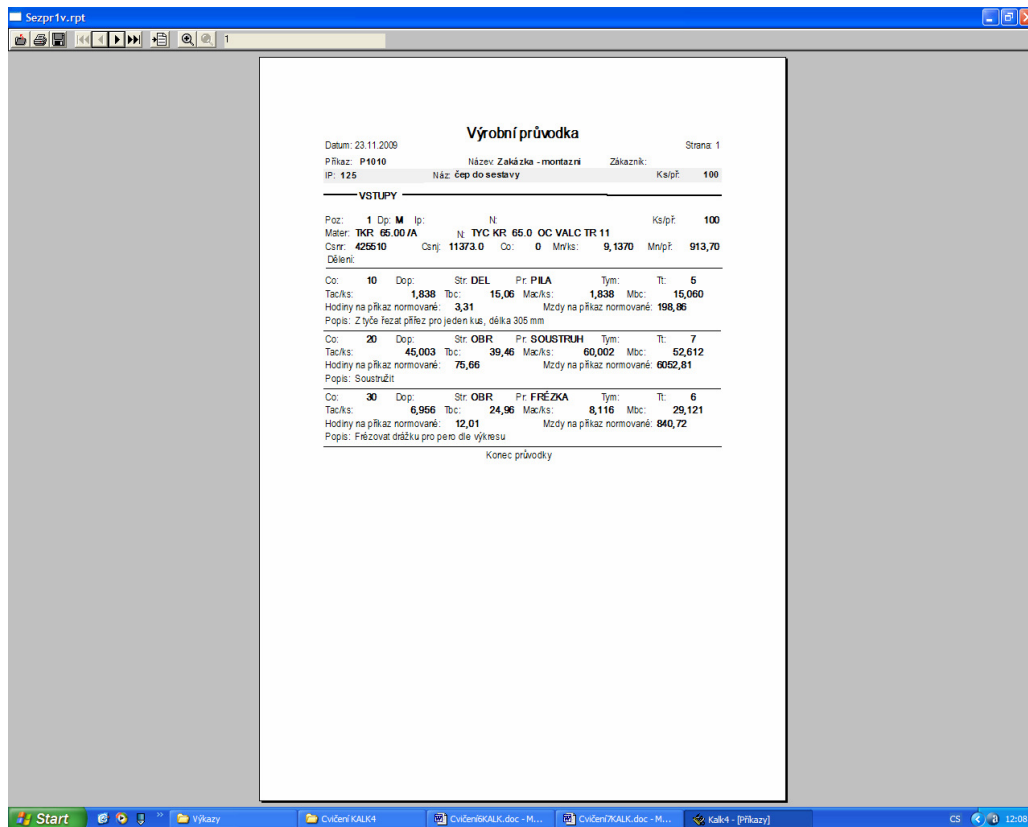 Sezpr1v.rpt
1
Výrobní průvodka
Datum: 23.11.2009 Strana: 1
Příkaz: P1010 Název: Zakázka - montazni Zákazník:
IP: 125 Náz: čep do sestavy Ks/př: 100
VSTUPY
Poz: 1 Dp: M Ip: N: Ks/př: 100
Mater: TKR 65.00 /A N: TYC KR 65.0 OC VALC TR 11
Csnr: 425510 Csnj: 11373.0 Co: 0 Mn/ks: 9,1370 Mn/př: 913,70
Dělení:
Co: 10 Dop: Str: DEL Pr: PILA Tym: Tt: 5
Tac/ks: 1,838 Tbc: 15,06 Mac/ks: 1,838 Mbc: 15,060
Hodiny na příkaz normované: 3,31 Mzdy na příkaz normované: 198,86
Popis: Z tyče řezat přířez pro jeden kus, délka 305 mm
Co: 20 Dop: Str: OBR Pr: SOUSTRUH Tym: Tt: 7
Tac/ks: 45,003 Tbc: 39,46 Mac/ks: 60,002 Mbc: 52,612
Hodiny na příkaz normované: 75,66 Mzdy na příkaz normované: 6052,81
Popis: Soustružit
Co: 30 Dop: Str: OBR Pr: FRÉZKA Tym: Tt: 6
Tac/ks: 6,956 Tbc: 24,96 Mac/ks: 8,116 Mbc: 29,121
Hodiny na příkaz normované: 12,01 Mzdy na příkaz normované: 840,72
Popis: Frézovat drážku pro pero dle výkresu
Konec průvodky
Start Výkazy Cvičení KALK4 Cvičení6KALK.doc - M... Cvičení7KALK.doc - M... Kalk4 - [Příkazy] CS 12:08